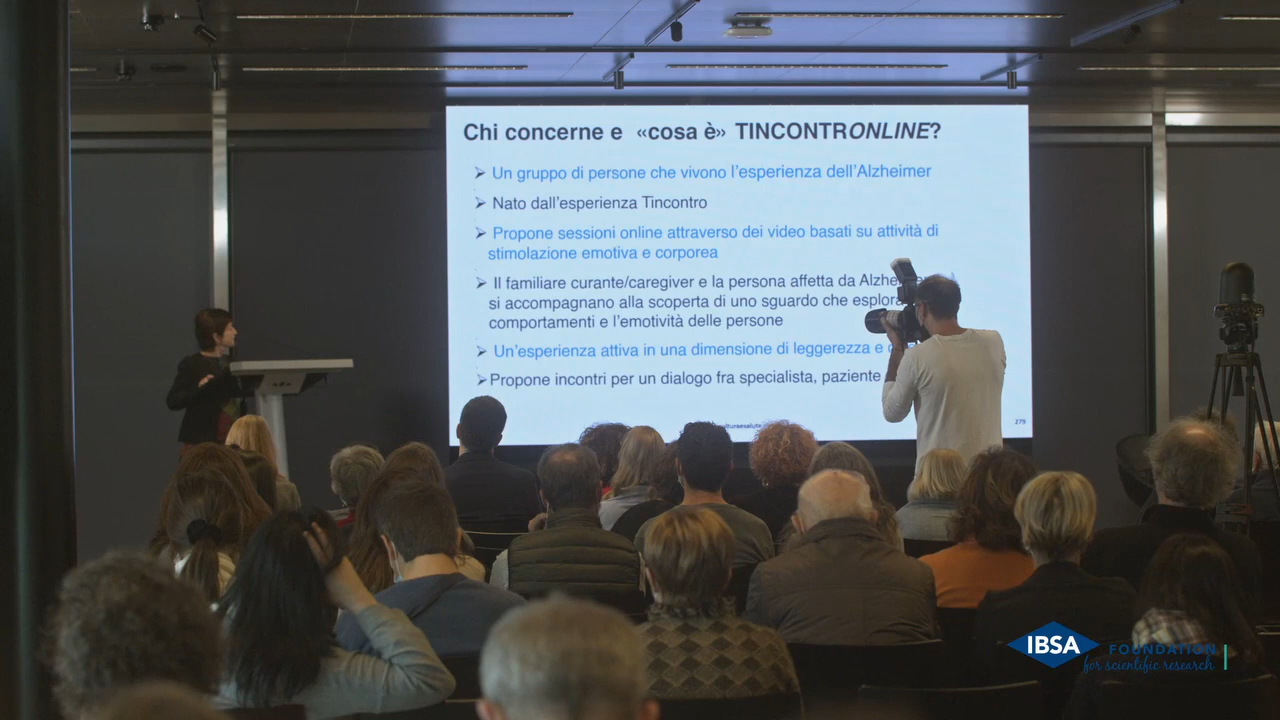 Chi concerne e «cosa è» TINCONTRONLINE?
➢ Un gruppo di persone che vivono l'esperienza dell'Alzheimer
➢ Nato dall'esperienza Tincontro
➢ Propone sessioni online attraverso dei video basati su attività di
stimolazione emotiva e corporea
➢ Il familiare curante/caregiver e la persona affetta da
si accompagnano alla scoperta di uno sguardo che esplora
comportamenti e l'emotività delle persone
➢ Un'esperienza attiva in una dimensione di leggerezza e
➢ Propone incontri per un dialogo fra specialista, paziente
279
IBSA FOUNDATION
for scientific research